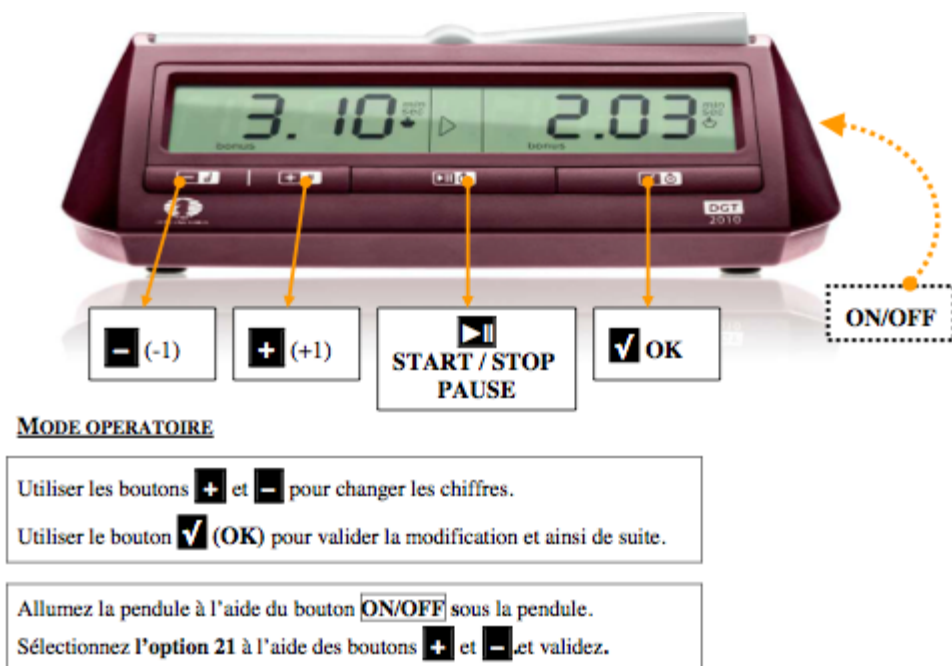 3.10 min sec
bonus
2.03 min sec
bonus
DGT
2010
ON/OFF
- (-1)
+ (+1)
START / STOP
PAUSE
√ OK
MODE OPERATOIRE
Utiliser les boutons + et - pour changer les chiffres.
Utiliser le bouton √ (OK) pour valider la modification et ainsi de suite.
Allumez la pendule à l'aide du bouton ON/OFF sous la pendule.
Sélectionnez l'option 21 à l'aide des boutons + et -.et validez.